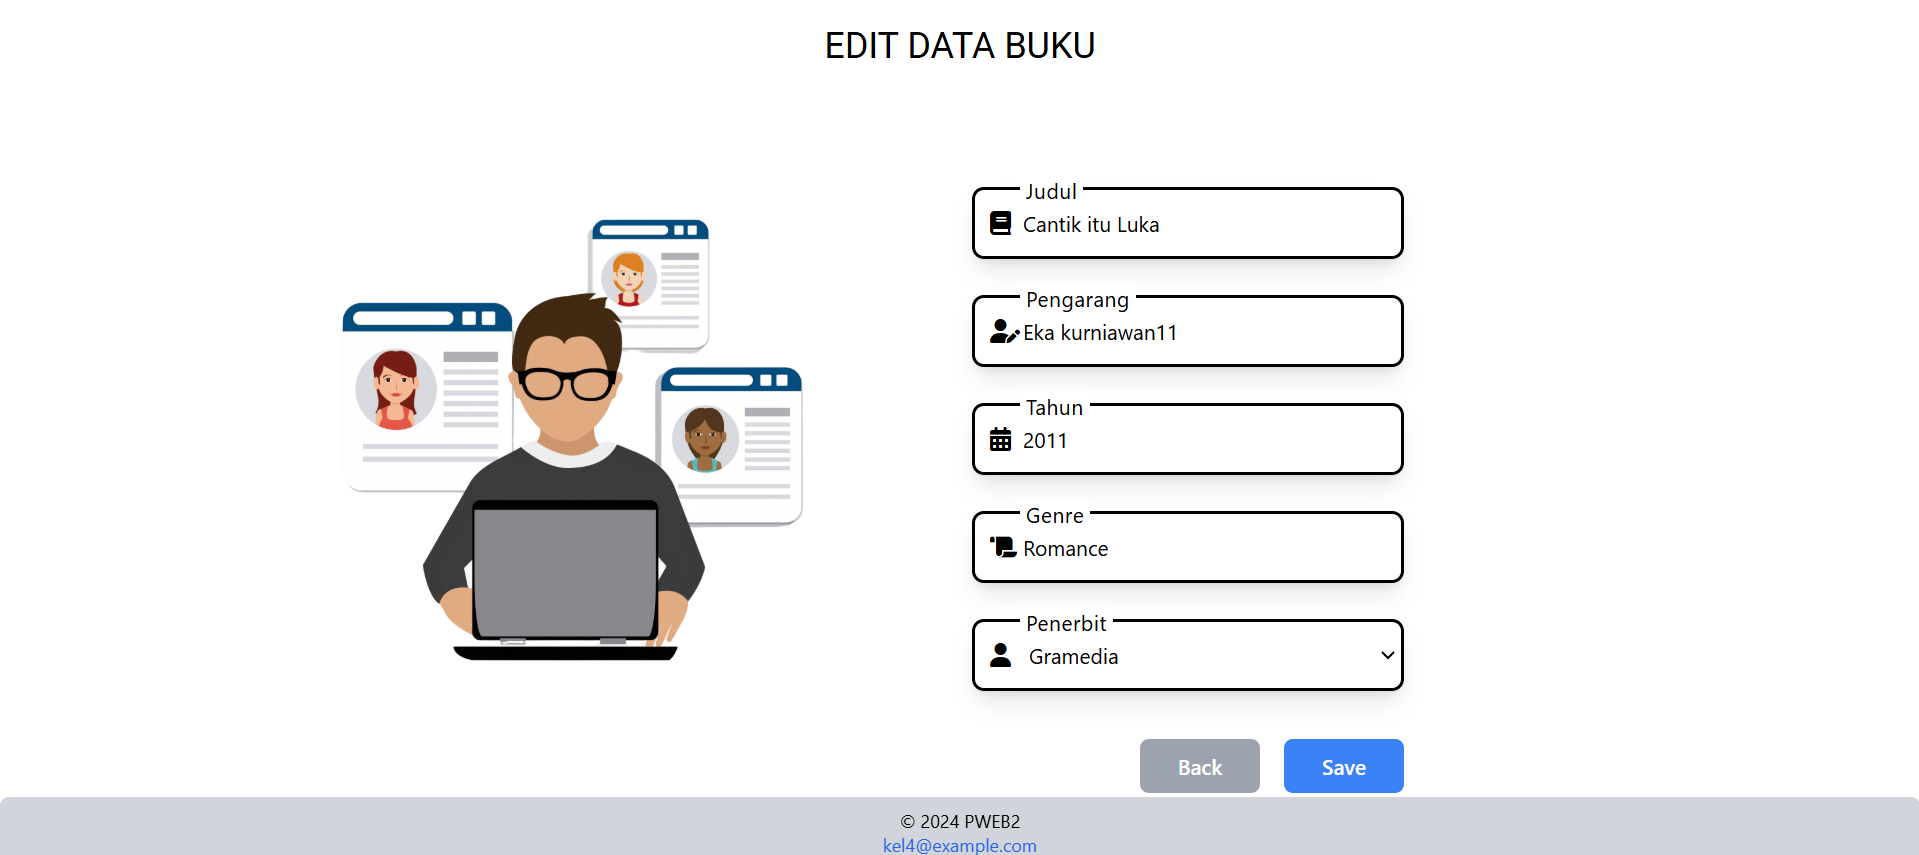 EDIT DATA BUKU
Judul
Cantik itu Luka
Pengarang
Eka kurniawan11
Tahun
2011
Genre
Romance
Penerbit
Gramedia
Back
Save
© 2024 PWEB2
kel4@example.com